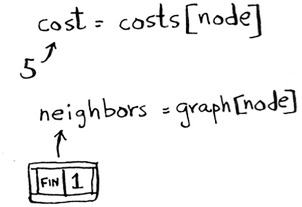 cost = costs[node]
5
neighbors = graph[node]
FIN 1